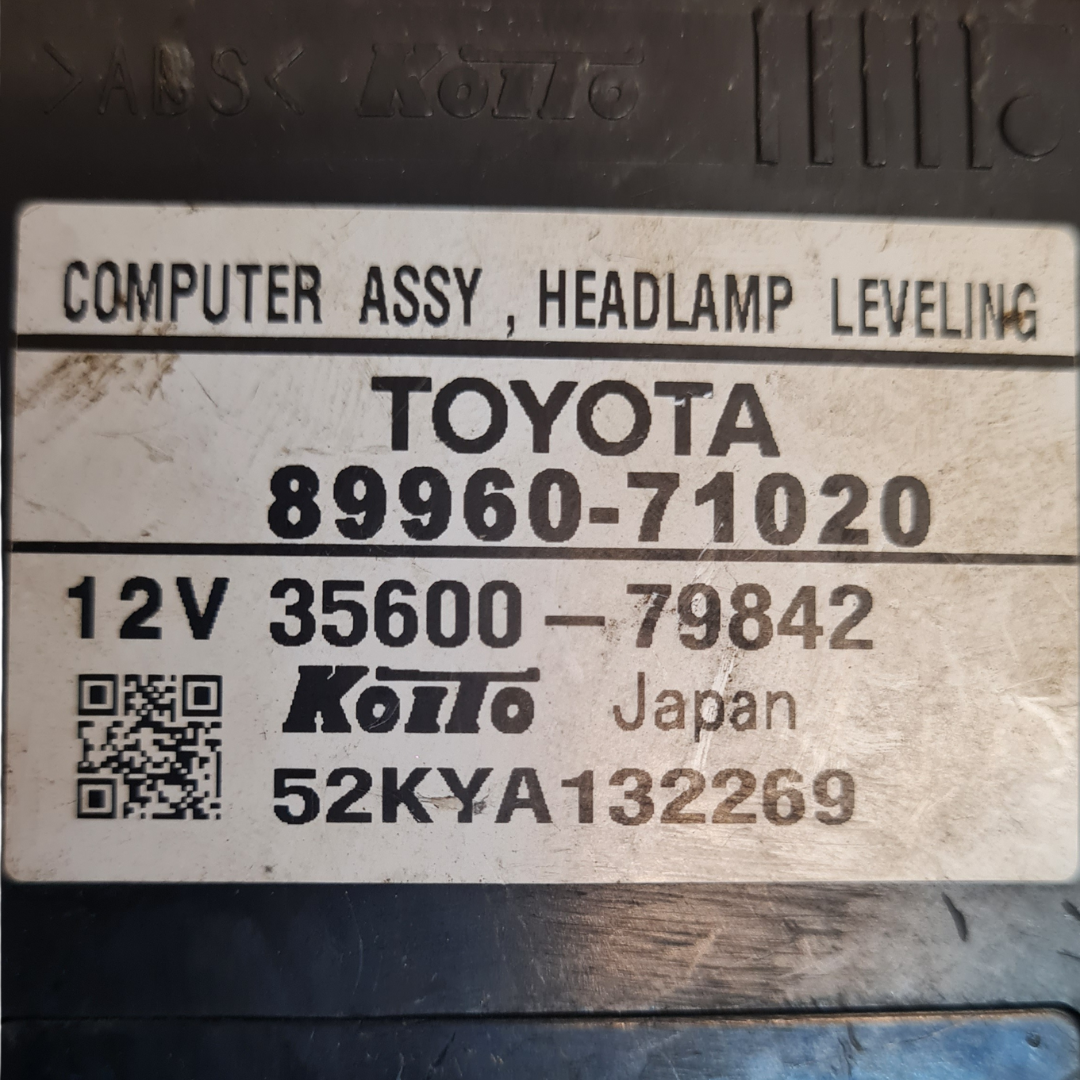 >ABS< KOITO
COMPUTER ASSY , HEADLAMP LEVELING
TOYOTA
89960-71020
12V 35600-79842
KOITO Japan
52KYA132269